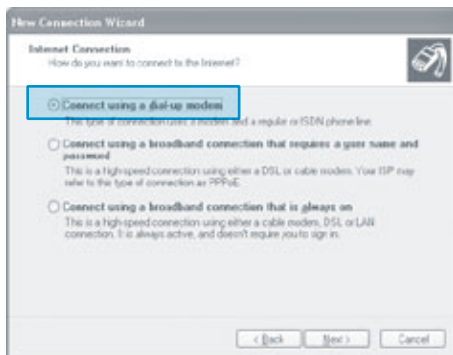 New Connection Wizard
Internet Connection
How do you want to connect to the Internet?
Connect using a dial-up modem
This type of connection uses a modem and a regular or ISDN phone line.
Connect using a broadband connection that requires a user name and
password
This is a high-speed connection using either a DSL or cable modem. Your ISP may
refer to this type of connection as PPPoE.
Connect using a broadband connection that is always on
This is a high-speed connection using either a cable modem, DSL or LAN
connection. It is always active, and doesn't require you to sign in.
< Back
Next >
Cancel